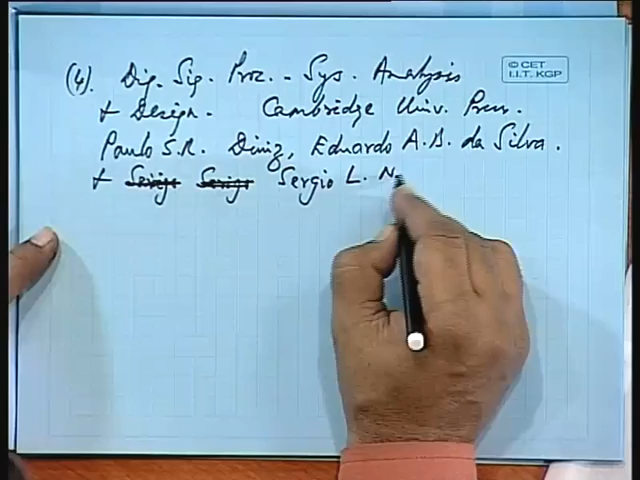 (4). Dig. Sig. Proc. - Sys. Analysis
© CET
I.I.T. KGP
+ Design. Cambridge Univ. Press.
Paulo S.R. Diniz, Eduardo A.B. da Silva.
+ Sergio L. N